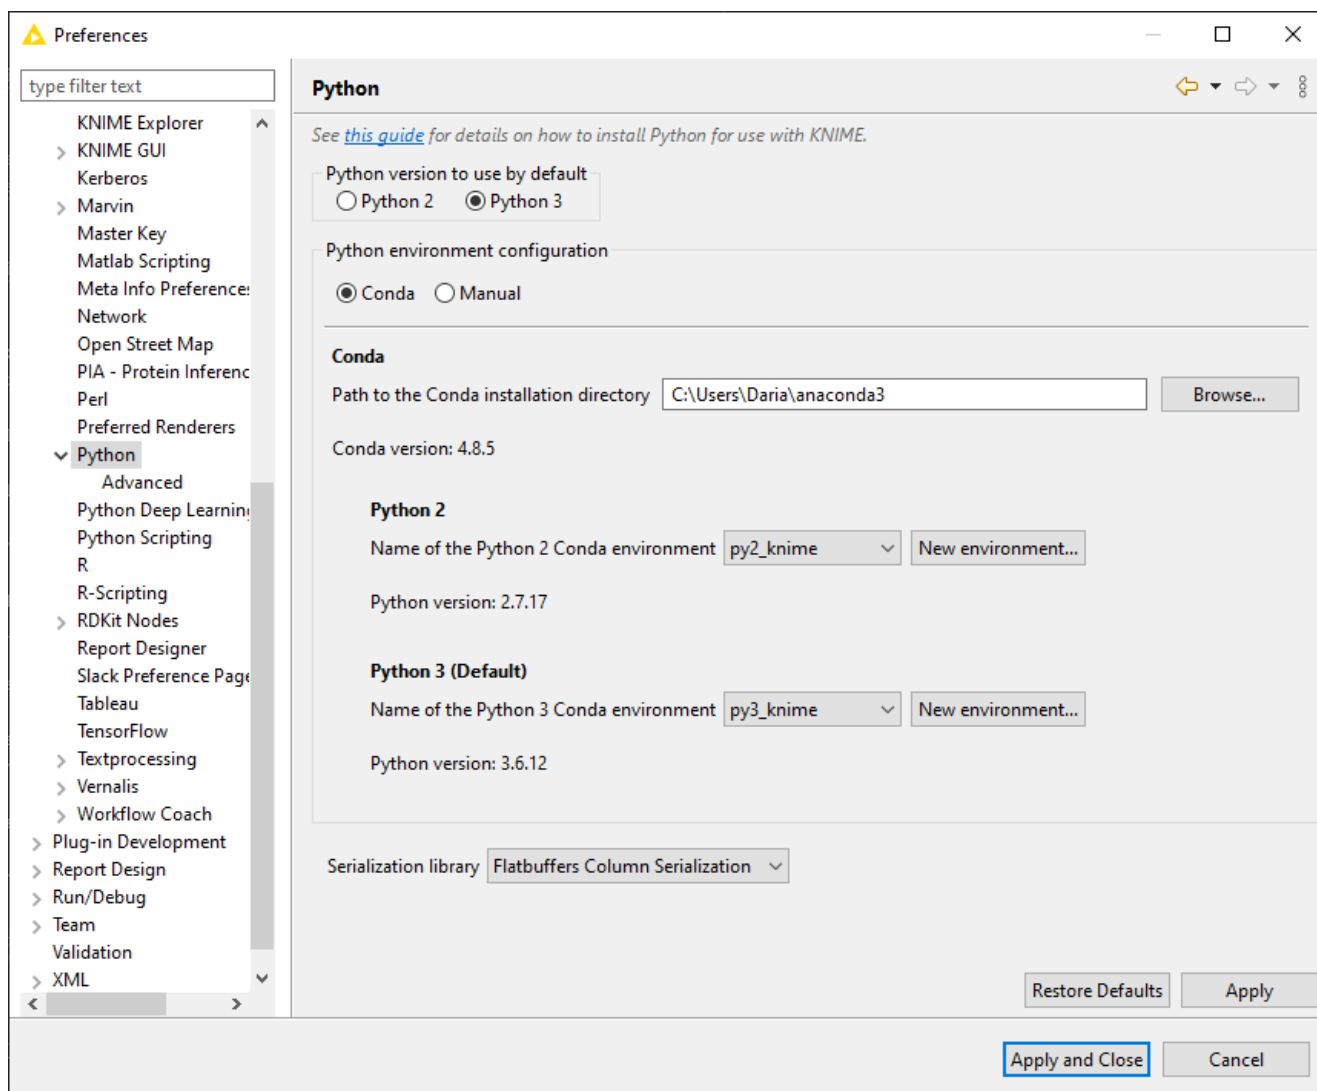 Preferences
type filter text
KNIME Explorer
KNIME GUI
Kerberos
Marvin
Master Key
Matlab Scripting
Meta Info Preferences
Network
Open Street Map
PIA - Protein Inferenc
Perl
Preferred Renderers
Python
Advanced
Python Deep Learning
Python Scripting
R
R-Scripting
RDKit Nodes
Report Designer
Slack Preference Page
Tableau
TensorFlow
Textprocessing
Vernalis
Workflow Coach
Plug-in Development
Report Design
Run/Debug
Team
Validation
XML
Python
See this guide for details on how to install Python for use with KNIME.
Python version to use by default
Python 2 Python 3
Python environment configuration
Conda Manual
Conda
Path to the Conda installation directory C:\Users\Daria\anaconda3 Browse...
Conda version: 4.8.5
Python 2
Name of the Python 2 Conda environment py2_knime New environment...
Python version: 2.7.17
Python 3 (Default)
Name of the Python 3 Conda environment py3_knime New environment...
Python version: 3.6.12
Serialization library Flatbuffers Column Serialization
Restore Defaults Apply
Apply and Close Cancel